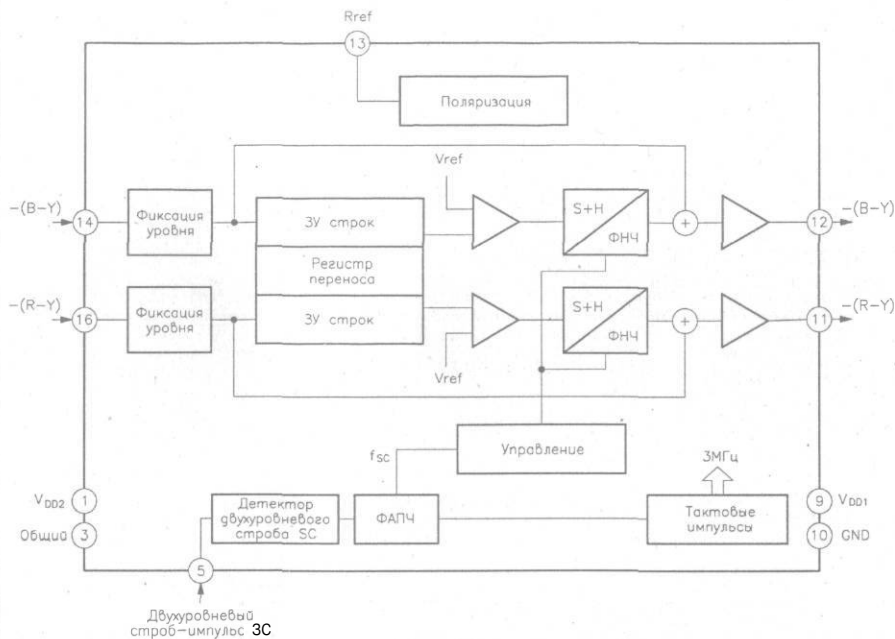 Rref
13
Поляризация
Vref
-(B-Y)
14
Фиксация
уровня
ЗУ строк
S+H
ФНЧ
+
12
-(B-Y)
Регистр
переноса
-(R-Y)
16
Фиксация
уровня
ЗУ строк
S+H
ФНЧ
+
11
-(R-Y)
Vref
Управление
fsc
3МГц
VDD2
1
Общий
3
Детектор
двухуровневого
строба SC
ФАПЧ
Тактовые
импульсы
9
VDD1
10
GND
5
Двухуровневый
строб-импульс ЗС